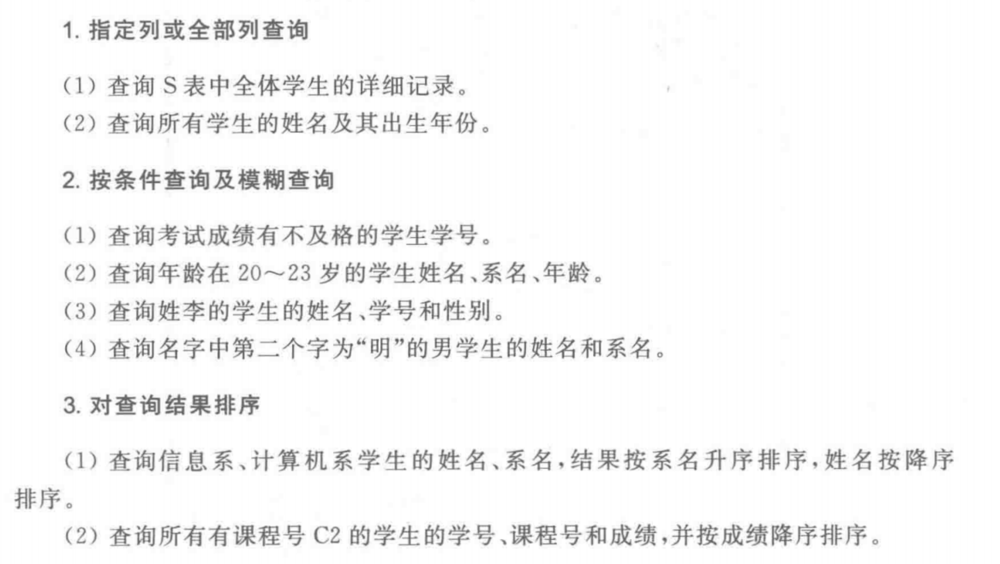 1. 指定列或全部列查询
(1) 查询 S 表中全体学生的详细记录。
(2) 查询所有学生的姓名及其出生年份。
2. 按条件查询及模糊查询
(1) 查询考试成绩有不及格的学生学号。
(2) 查询年龄在 20～23 岁的学生姓名、系名、年龄。
(3) 查询姓李的学生的姓名、学号和性别。
(4) 查询名字中第二个字为“明”的男学生的姓名和系名。
3. 对查询结果排序
(1) 查询信息系、计算机系学生的姓名、系名,结果按系名升序排序,姓名按降序
排序。
(2) 查询所有有课程号 C2 的学生的学号、课程号和成绩,并按成绩降序排序。